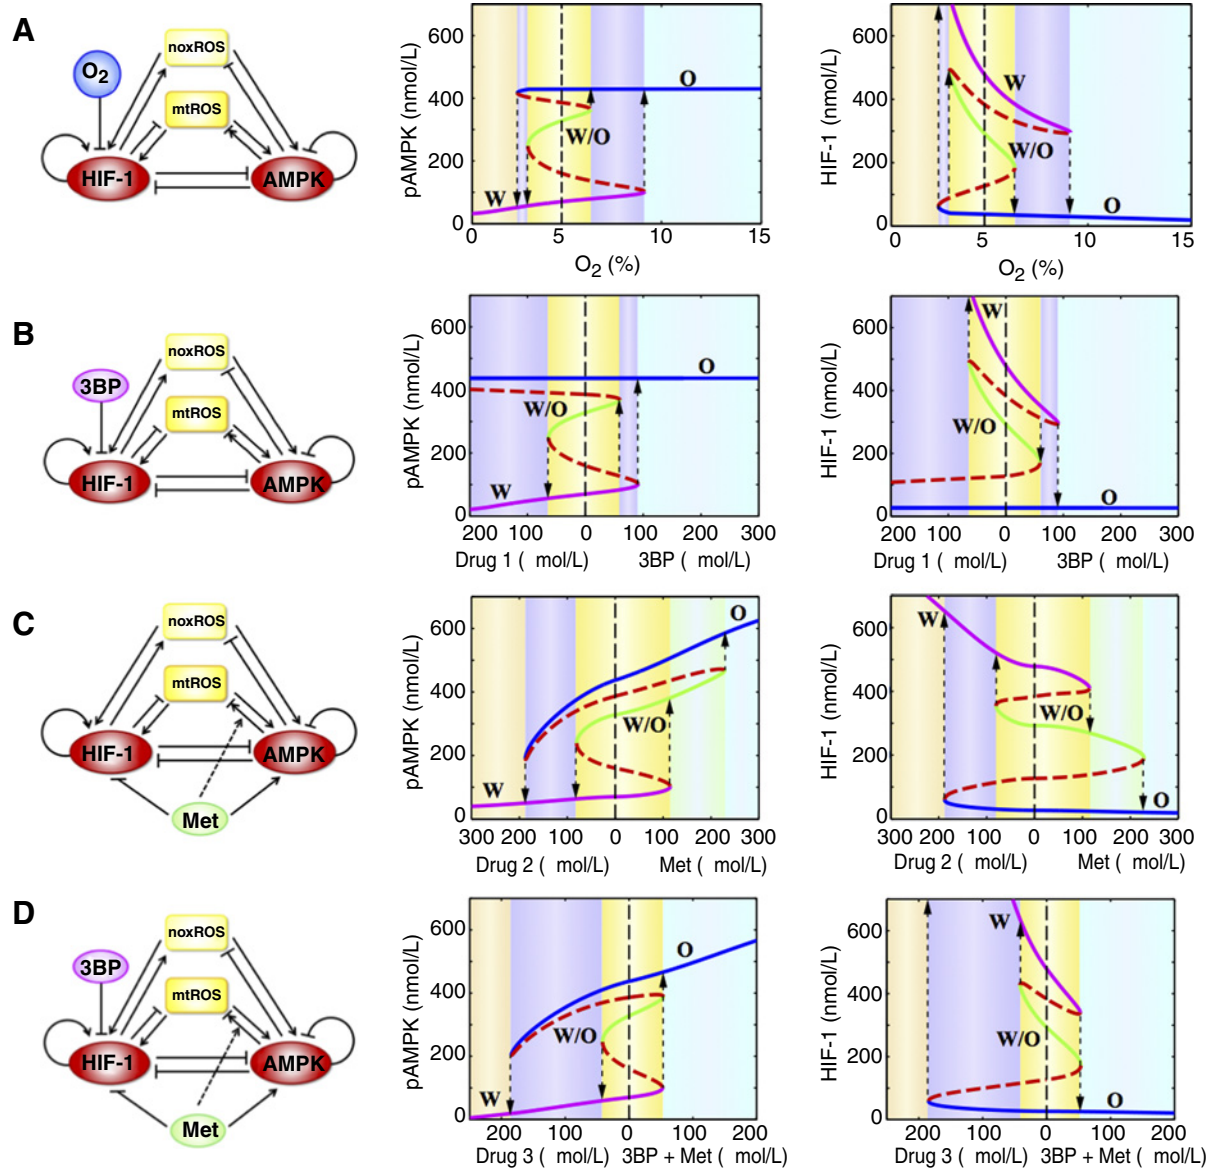 A
noxROS
O2
mtROS
HIF-1
AMPK
pAMPK (nmol/L)
600
400
200
0
W
W/O
O
0 5 10 15
O2 (%)
HIF-1 (nmol/L)
600
400
200
0
W
W/O
O
0 5 10 15
O2 (%)
B
noxROS
3BP
mtROS
HIF-1
AMPK
pAMPK (nmol/L)
600
400
200
0
O
W/O
W
200 100 0 100 200 300
Drug 1 ( mol/L) 3BP ( mol/L)
HIF-1 (nmol/L)
600
400
200
0
W
W/O
O
200 100 0 100 200 300
Drug 1 ( mol/L) 3BP ( mol/L)
C
noxROS
mtROS
HIF-1
AMPK
Met
pAMPK (nmol/L)
600
400
200
0
O
W/O
W
300 200 100 0 100 200 300
Drug 2 ( mol/L) Met ( mol/L)
HIF-1 (nmol/L)
600
400
200
0
W
W/O
O
300 200 100 0 100 200 300
Drug 2 ( mol/L) Met ( mol/L)
D
noxROS
3BP
mtROS
HIF-1
AMPK
Met
pAMPK (nmol/L)
600
400
200
0
O
W/O
W
200 100 0 100 200
Drug 3 ( mol/L) 3BP + Met ( mol/L)
HIF-1 (nmol/L)
600
400
200
0
W
W/O
O
200 100 0 100 200
Drug 3 ( mol/L) 3BP + Met ( mol/L)